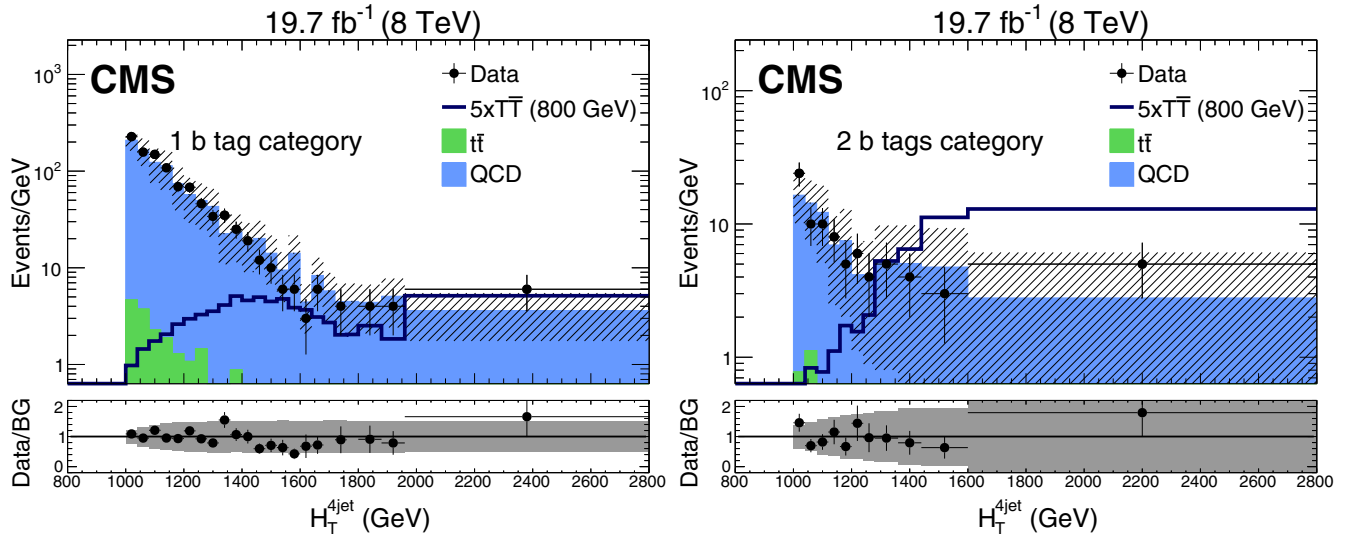 19.7 fb⁻¹ (8 TeV)
CMS
Data
5xTT̅ (800 GeV)
tt̅
QCD
1 b tag category
Events/GeV
10³
10²
10
1
Data/BG
2
1
0
800 1000 1200 1400 1600 1800 2000 2200 2400 2600 2800
H_T^4jet (GeV)
19.7 fb⁻¹ (8 TeV)
CMS
Data
5xTT̅ (800 GeV)
tt̅
QCD
2 b tags category
Events/GeV
10²
10
1
Data/BG
2
1
0
800 1000 1200 1400 1600 1800 2000 2200 2400 2600 2800
H_T^4jet (GeV)